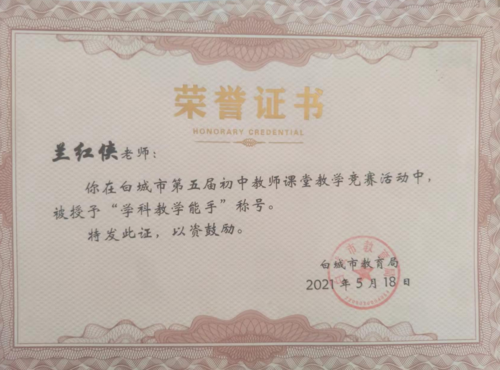 荣誉证书
HONORARY CREDENTIAL
兰红侠老师：
你在白城市第五届初中教师课堂教学竞赛活动中，
被授予“学科教学能手”称号。
特发此证，以资鼓励。
白城市教育局
2021年5月18日